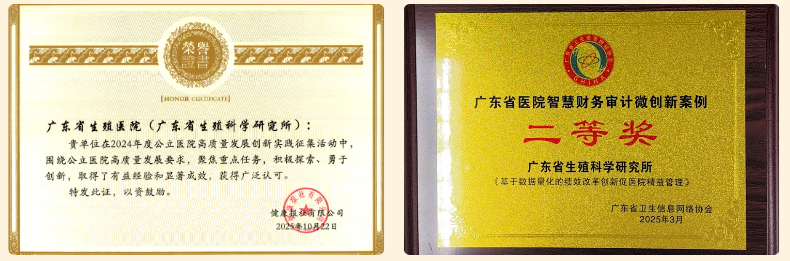 榮譽
證書
[HONOR CERTIFICATE]
广东省生殖医院（广东省生殖科学研究所）：
贵单位在2024年度公立医院高质量发展创新实践征集活动中，
围绕公立医院高质量发展要求，聚焦重点任务，积极探索、勇于
创新，取得了有益经验和显著成效，获得广泛认可。
特发此证，以资鼓励。
健康报社有限公司
2025年10月22日
广东省医院智慧财务审计微创新案例
二等奖
广东省生殖科学研究所
《基于数据量化的绩效改革创新促医院精益管理》
广东省卫生信息网络协会
2025年3月